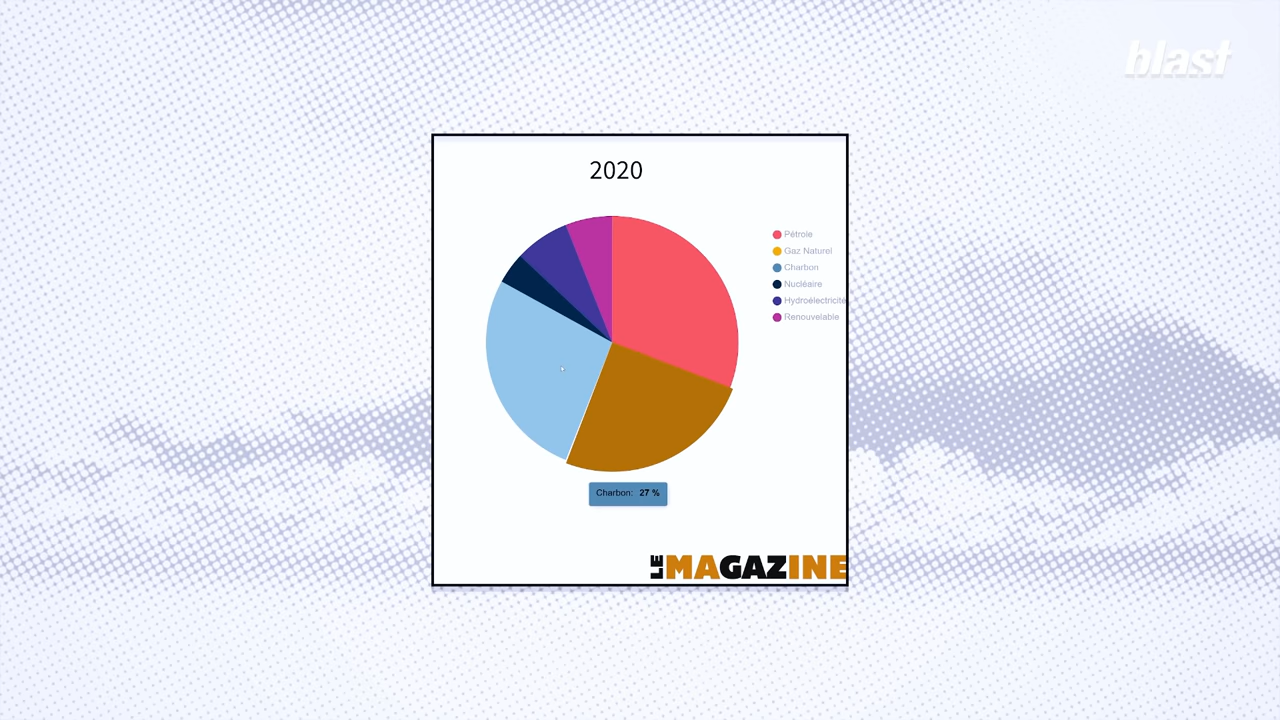 blast
2020
Pétrole
Gaz Naturel
Charbon
Nucléaire
Hydroélectricité
Renouvelable
Charbon: 27 %
LE MAGAZINE